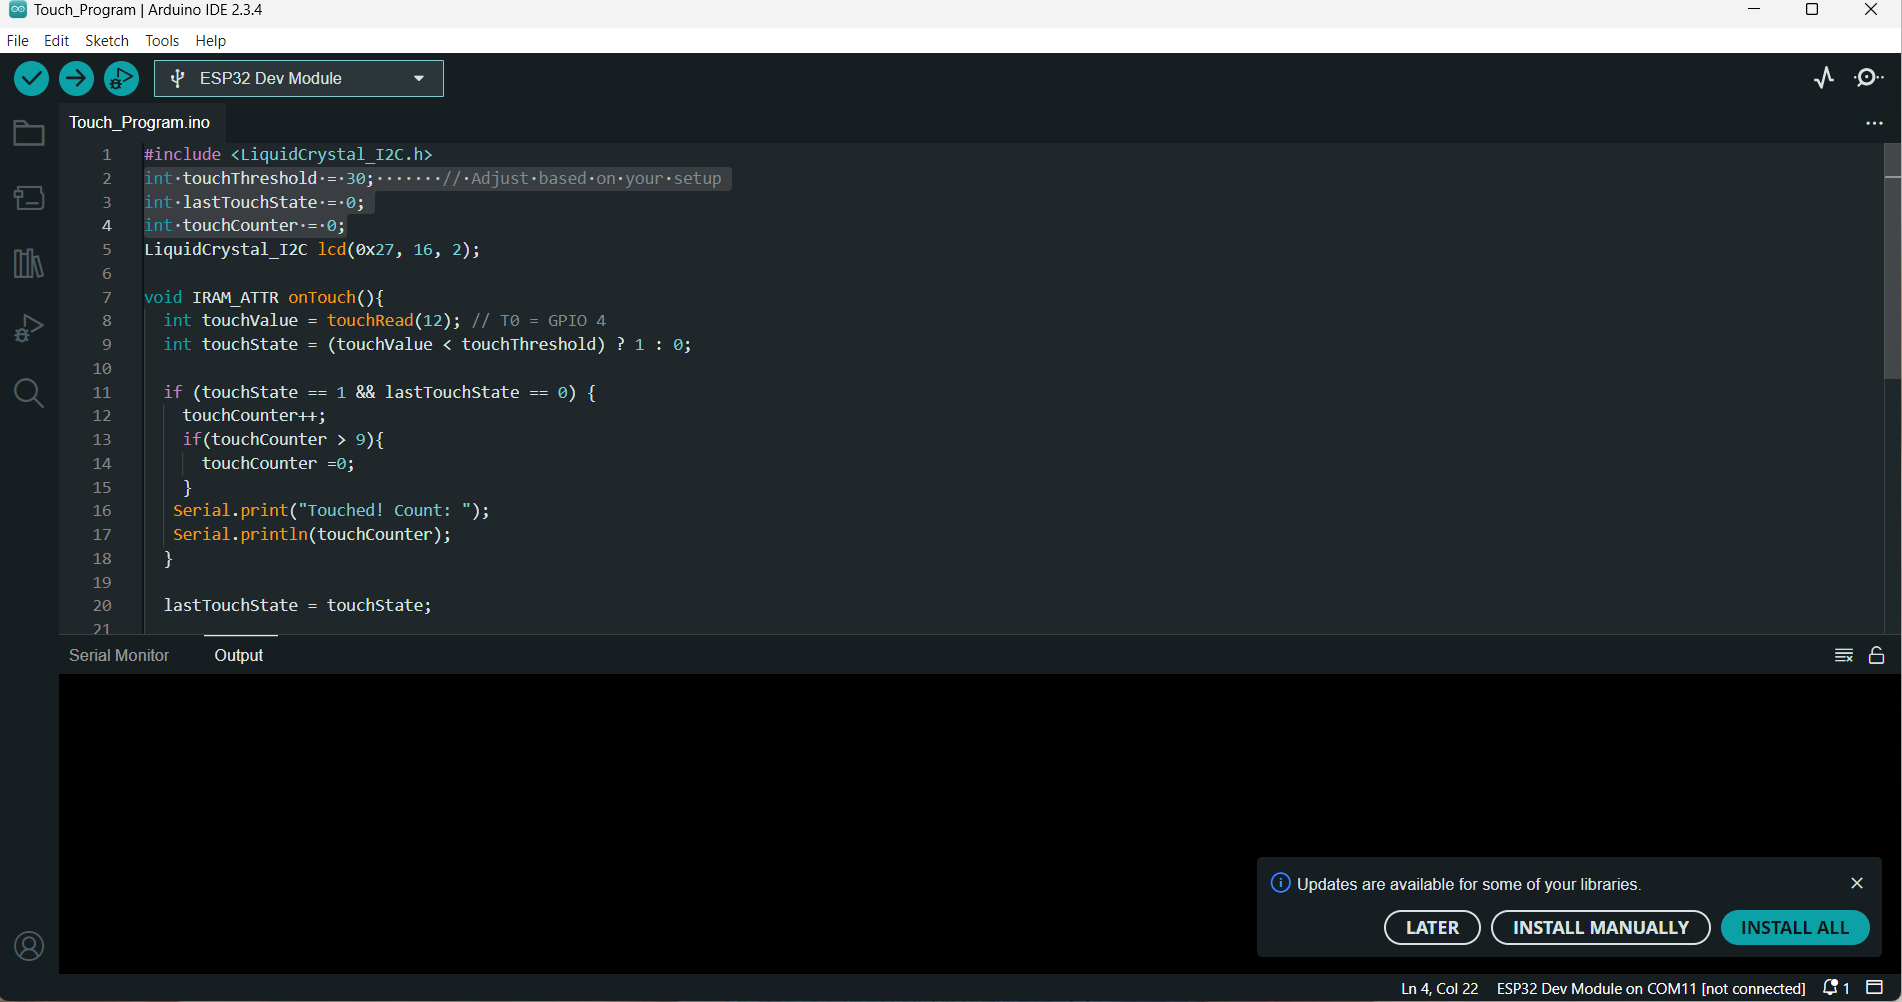 Touch_Program | Arduino IDE 2.3.4
File Edit Sketch Tools Help
ESP32 Dev Module
Touch_Program.ino
1 #include <LiquidCrystal_I2C.h>
2 int·touchThreshold·=·30;·······//·Adjust·based·on·your·setup
3 int·lastTouchState·=·0;
4 int·touchCounter·=·0;
5 LiquidCrystal_I2C lcd(0x27, 16, 2);
6
7 void IRAM_ATTR onTouch(){
8 int touchValue = touchRead(12); // T0 = GPIO 4
9 int touchState = (touchValue < touchThreshold) ? 1 : 0;
10
11 if (touchState == 1 && lastTouchState == 0) {
12 touchCounter++;
13 if(touchCounter > 9){
14 touchCounter =0;
15 }
16 Serial.print("Touched! Count: ");
17 Serial.println(touchCounter);
18 }
19
20 lastTouchState = touchState;
21
Serial Monitor Output
Updates are available for some of your libraries.
LATER INSTALL MANUALLY INSTALL ALL
Ln 4, Col 22 ESP32 Dev Module on COM11 [not connected] 1